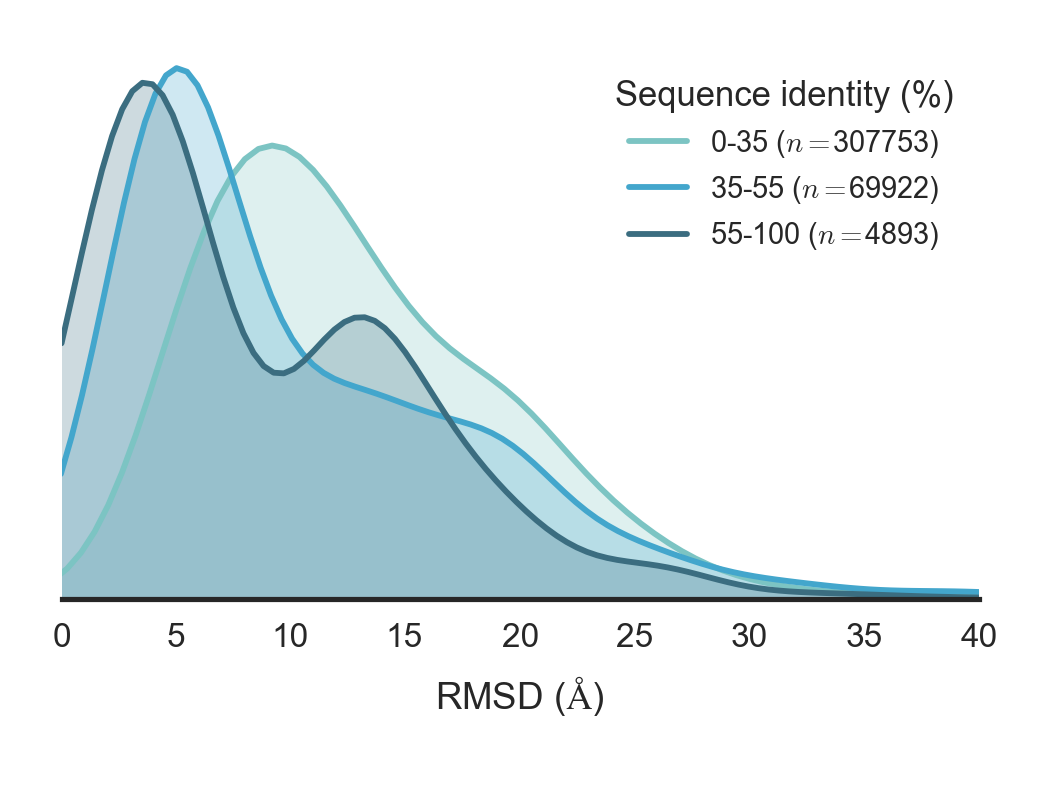 Sequence identity (%)
0-35 (n=307753)
35-55 (n=69922)
55-100 (n=4893)
0 5 10 15 20 25 30 35 40
RMSD (Å)